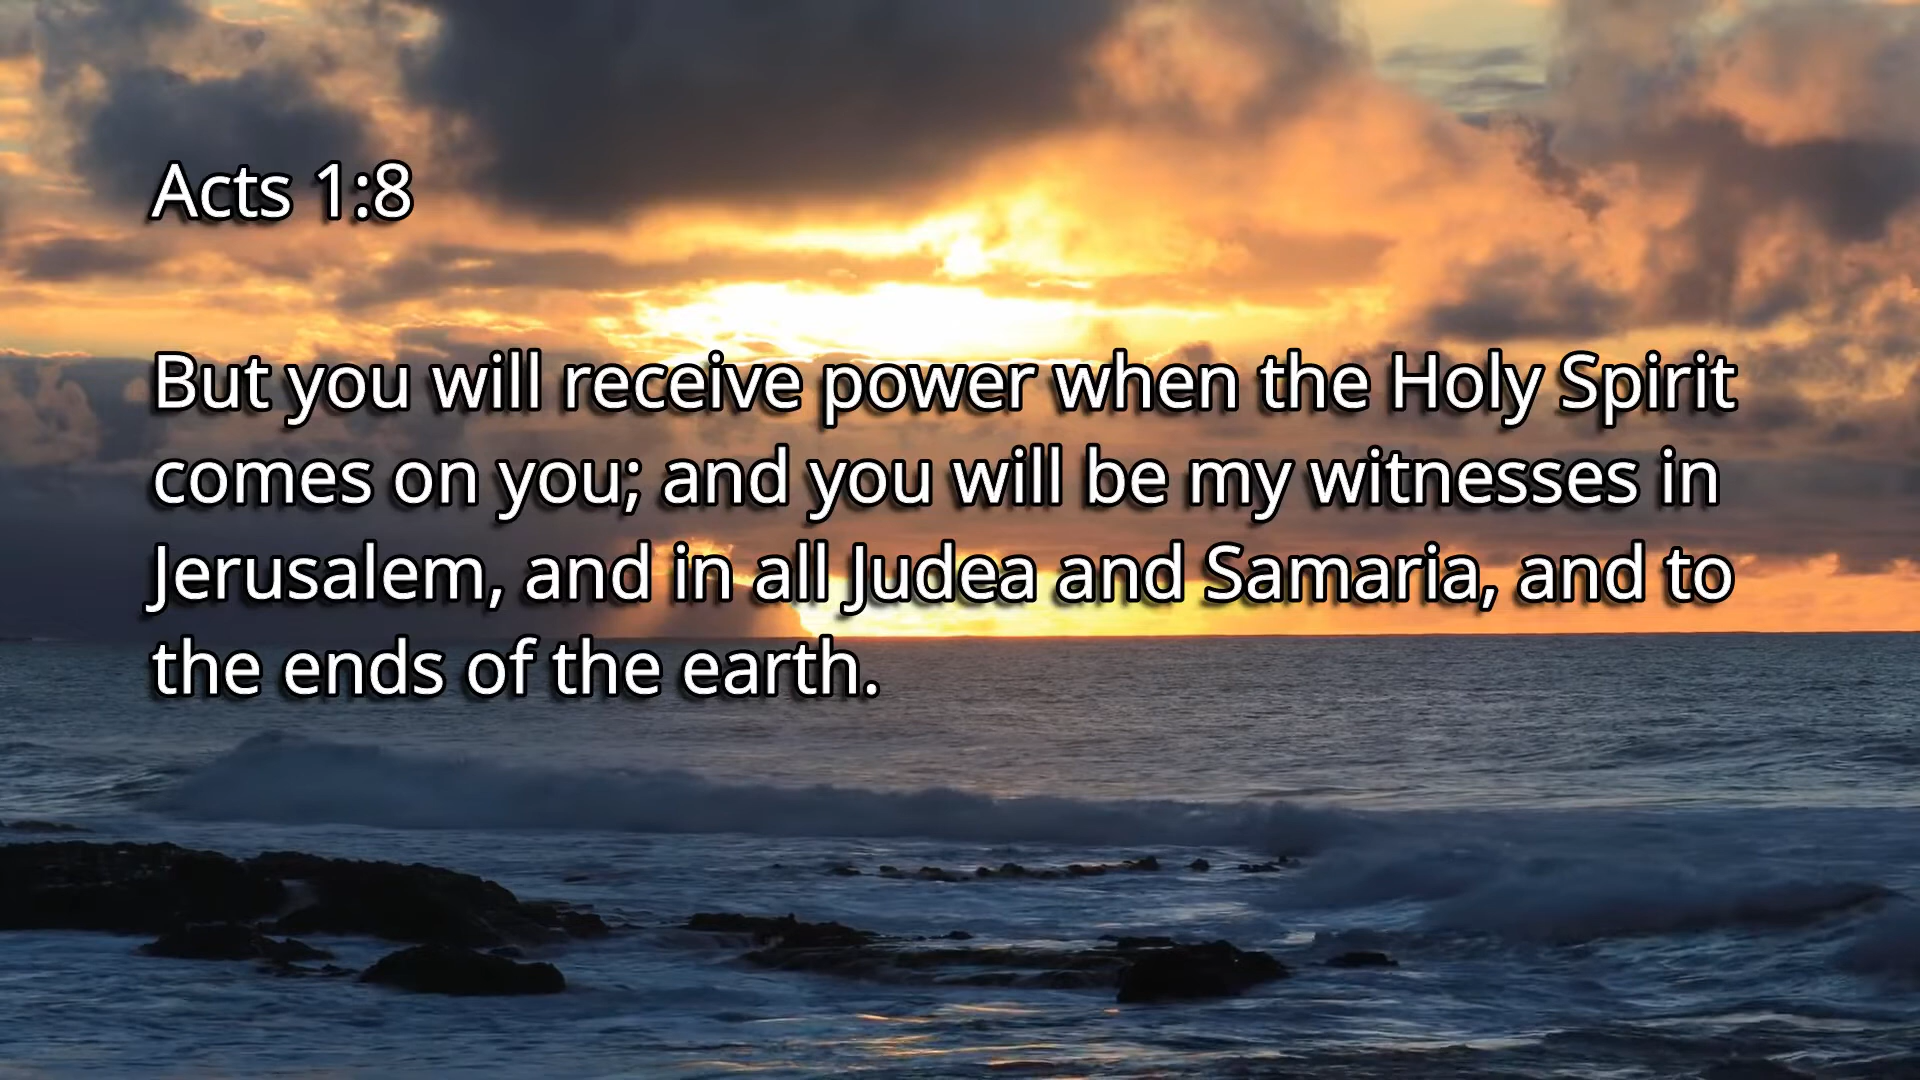 Acts 1:8
But you will receive power when the Holy Spirit
comes on you; and you will be my witnesses in
Jerusalem, and in all Judea and Samaria, and to
the ends of the earth.